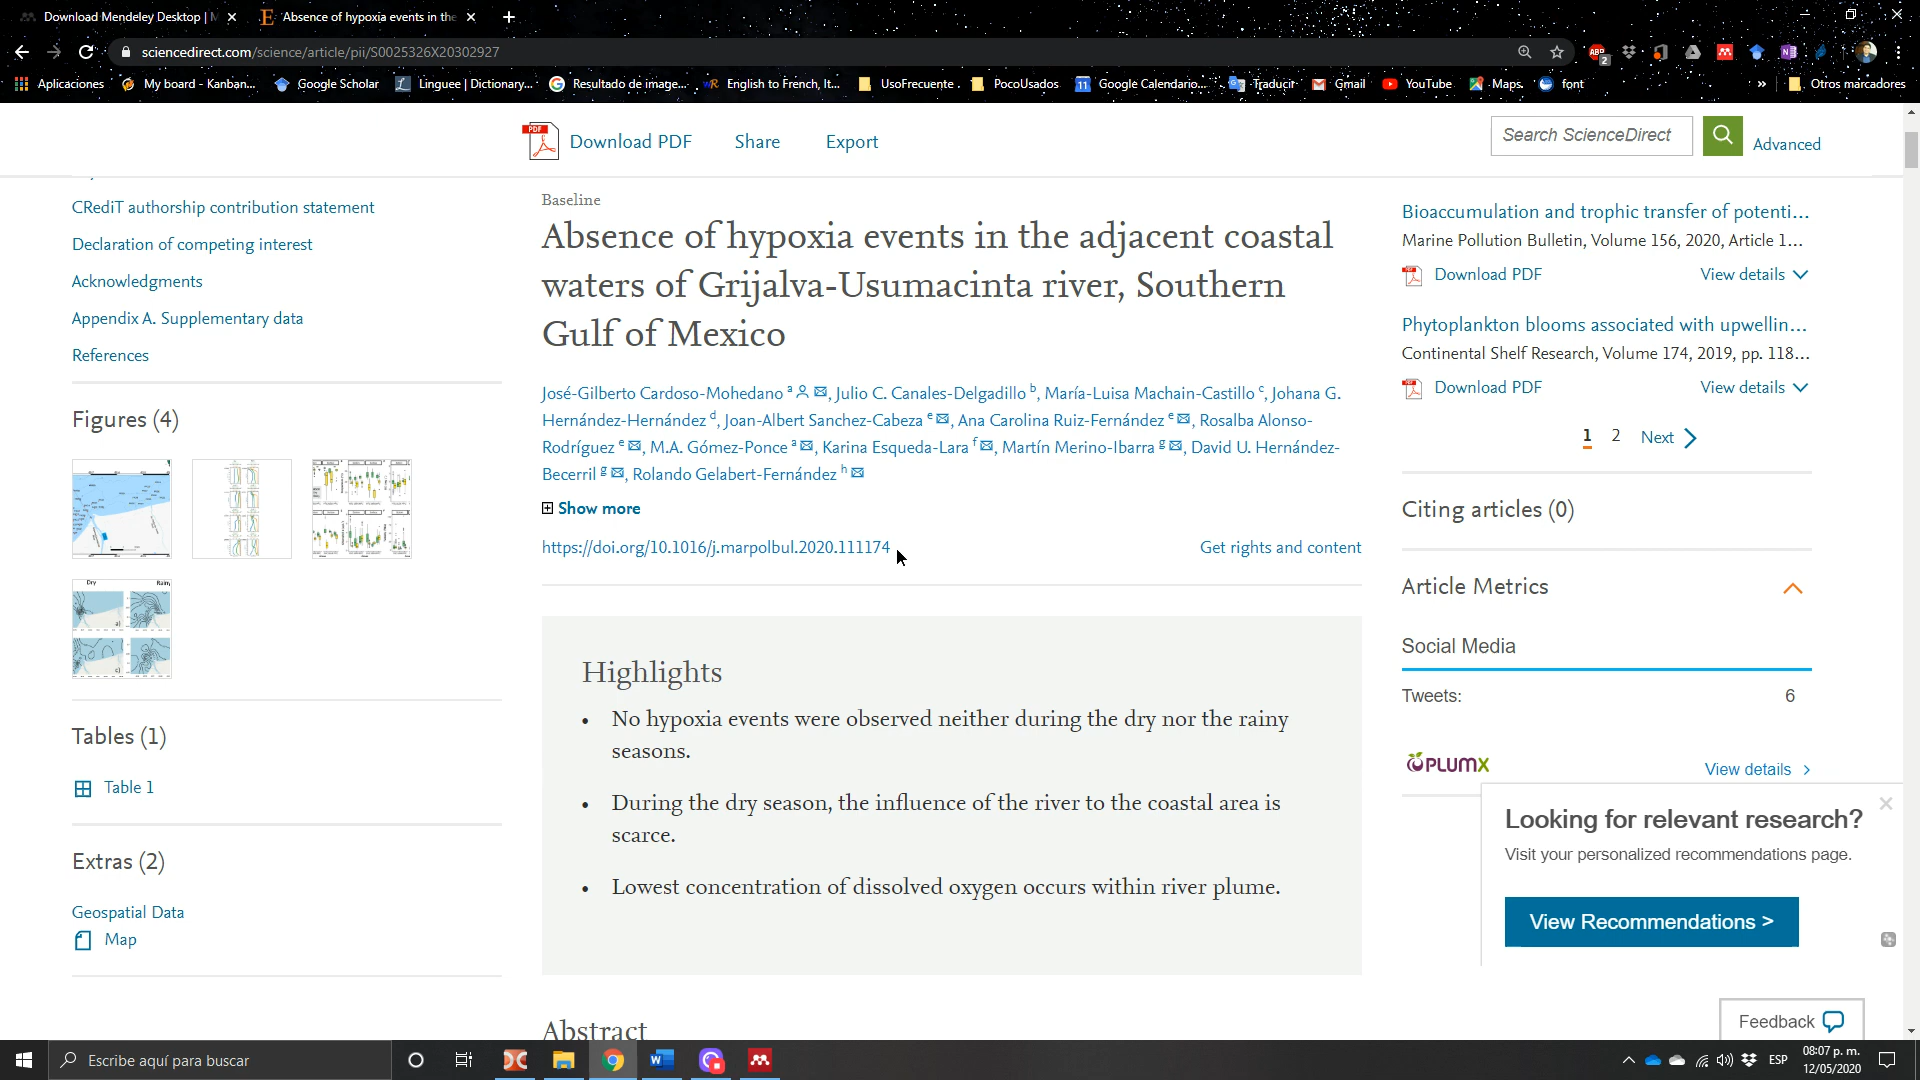 Download Mendeley Desktop | M
Absence of hypoxia events in the
sciencedirect.com/science/article/pii/S0025326X20302927
Aplicaciones
My board - Kanban...
Google Scholar
Linguee | Dictionary...
Resultado de image...
English to French, It...
UsoFrecuente
PocoUsados
Google Calendario...
Traducir
Gmail
YouTube
Maps
font
»
Otros marcadores
Download PDF
Share
Export
Search ScienceDirect
Advanced
CRediT authorship contribution statement
Declaration of competing interest
Acknowledgments
Appendix A. Supplementary data
References
Figures (4)
Dry
Rainy
Tables (1)
Table 1
Extras (2)
Geospatial Data
Map
Baseline
Absence of hypoxia events in the adjacent coastal
waters of Grijalva-Usumacinta river, Southern
Gulf of Mexico
José-Gilberto Cardoso-Mohedano a, Julio C. Canales-Delgadillo b, María-Luisa Machain-Castillo c, Johana G.
Hernández-Hernández d, Joan-Albert Sanchez-Cabeza e, Ana Carolina Ruiz-Fernández e, Rosalba Alonso-
Rodríguez e, M.A. Gómez-Ponce a, Karina Esqueda-Lara f, Martín Merino-Ibarra g, David U. Hernández-
Becerril g, Rolando Gelabert-Fernández h
Show more
https://doi.org/10.1016/j.marpolbul.2020.111174
Get rights and content
Highlights
• No hypoxia events were observed neither during the dry nor the rainy
seasons.
• During the dry season, the influence of the river to the coastal area is
scarce.
• Lowest concentration of dissolved oxygen occurs within river plume.
Abstract
Bioaccumulation and trophic transfer of potenti...
Marine Pollution Bulletin, Volume 156, 2020, Article 1...
Download PDF
View details
Phytoplankton blooms associated with upwellin...
Continental Shelf Research, Volume 174, 2019, pp. 118...
Download PDF
View details
1 2 Next
Citing articles (0)
Article Metrics
Social Media
Tweets: 6
PLUMX
View details
Looking for relevant research?
Visit your personalized recommendations page.
View Recommendations >
Feedback
Escribe aquí para buscar
ESP
08:07 p. m.
12/05/2020